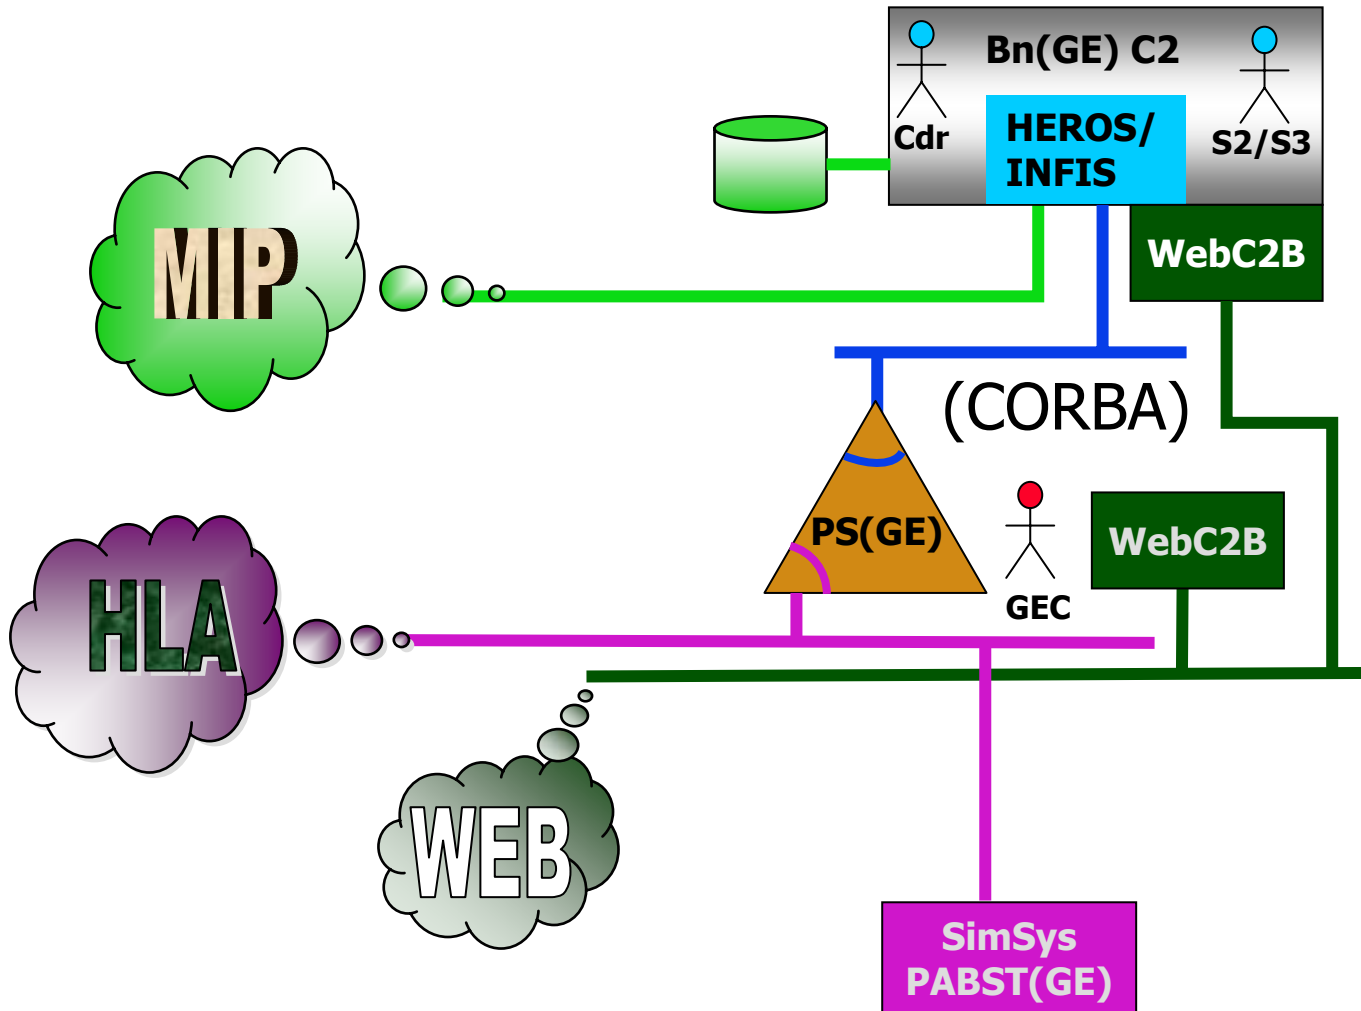 Bn(GE) C2
Cdr
HEROS/
INFIS
S2/S3
WebC2B
MIP
(CORBA)
PS(GE)
GEC
WebC2B
HLA
WEB
SimSys
PABST(GE)